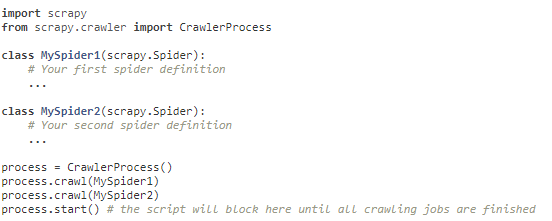 import scrapy
from scrapy.crawler import CrawlerProcess

class MySpider1(scrapy.Spider):
    # Your first spider definition
    ...

class MySpider2(scrapy.Spider):
    # Your second spider definition
    ...

process = CrawlerProcess()
process.crawl(MySpider1)
process.crawl(MySpider2)
process.start() # the script will block here until all crawling jobs are finished